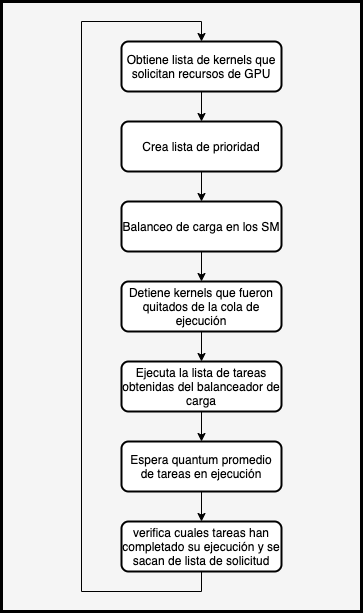 Obtiene lista de kernels que
solicitan recursos de GPU
Crea lista de prioridad
Balanceo de carga en los SM
Detiene kernels que fueron
quitados de la cola de
ejecución
Ejecuta la lista de tareas
obtenidas del balanceador de
carga
Espera quantum promedio
de tareas en ejecución
verifica cuales tareas han
completado su ejecución y se
sacan de lista de solicitud